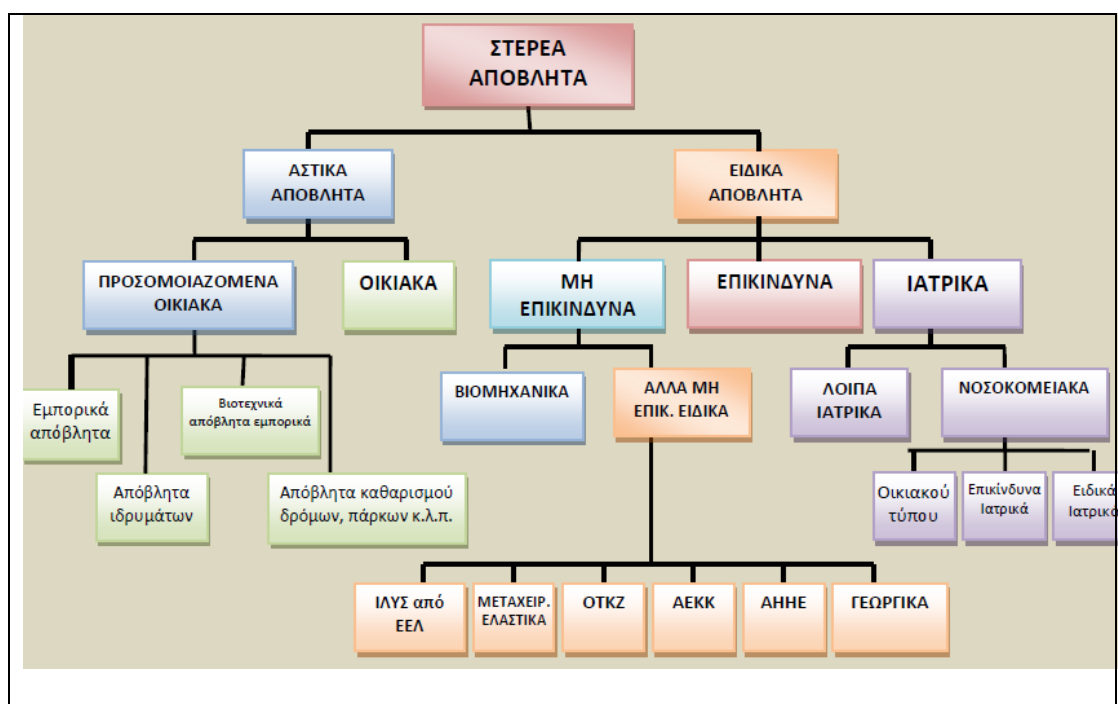 ΣΤΕΡΕΑ
ΑΠΟΒΛΗΤΑ
ΑΣΤΙΚΑ
ΑΠΟΒΛΗΤΑ
ΕΙΔΙΚΑ
ΑΠΟΒΛΗΤΑ
ΠΡΟΣΟΜΟΙΑΖΟΜΕΝΑ
ΟΙΚΙΑΚΑ
ΟΙΚΙΑΚΑ
ΜΗ
ΕΠΙΚΙΝΔΥΝΑ
ΕΠΙΚΙΝΔΥΝΑ
ΙΑΤΡΙΚΑ
ΒΙΟΜΗΧΑΝΙΚΑ
ΑΛΛΑ ΜΗ
ΕΠΙΚ. ΕΙΔΙΚΑ
ΛΟΙΠΑ
ΙΑΤΡΙΚΑ
ΝΟΣΟΚΟΜΕΙΑΚΑ
Εμπορικά
απόβλητα
Βιοτεχνικά
απόβλητα εμπορικά
Απόβλητα
ιδρυμάτων
Απόβλητα καθαρισμού
δρόμων, πάρκων κ.λ.π.
Οικιακού
τύπου
Επικίνδυνα
Ιατρικά
Ειδικά
Ιατρικά
ΙΛΥΣ από
ΕΕΛ
ΜΕΤΑΧΕΙΡ.
ΕΛΑΣΤΙΚΑ
ΟΤΚΖ
ΑΕΚΚ
ΑΗΗΕ
ΓΕΩΡΓΙΚΑ